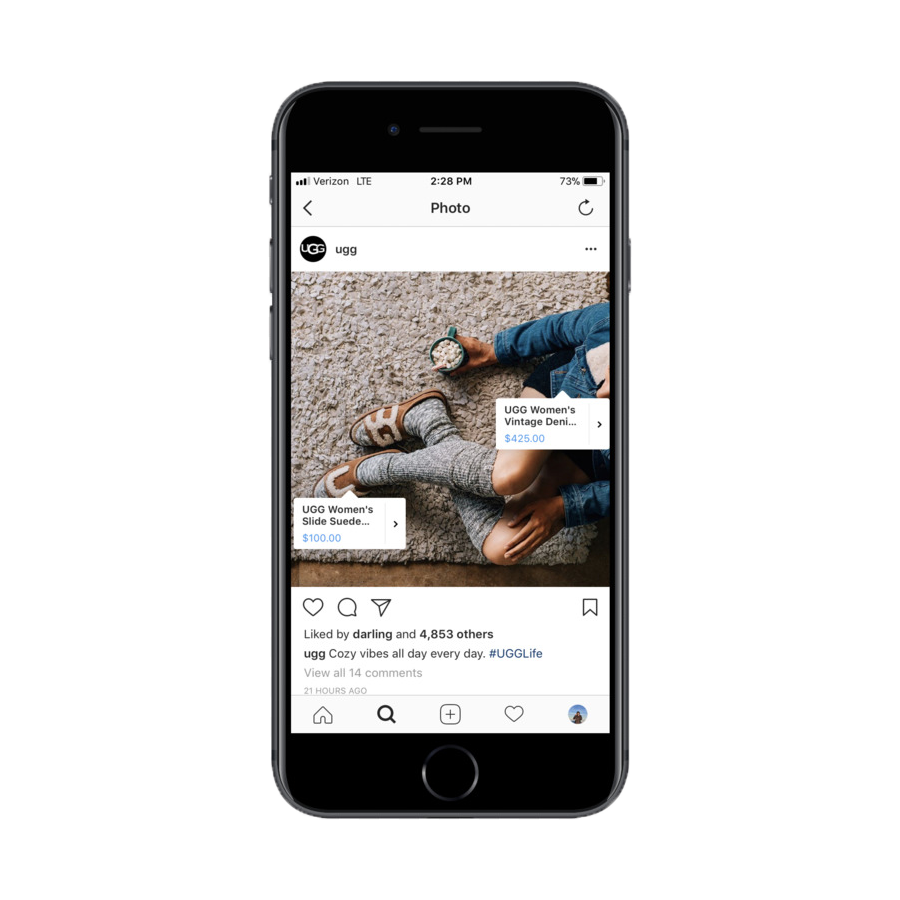 Verizon LTE 2:28 PM 73%
Photo
UGG ugg
UGG Women's
Vintage Deni...
$425.00
UGG Women's
Slide Suede...
$100.00
Liked by darling and 4,853 others
ugg Cozy vibes all day every day. #UGGLife
View all 14 comments
21 HOURS AGO